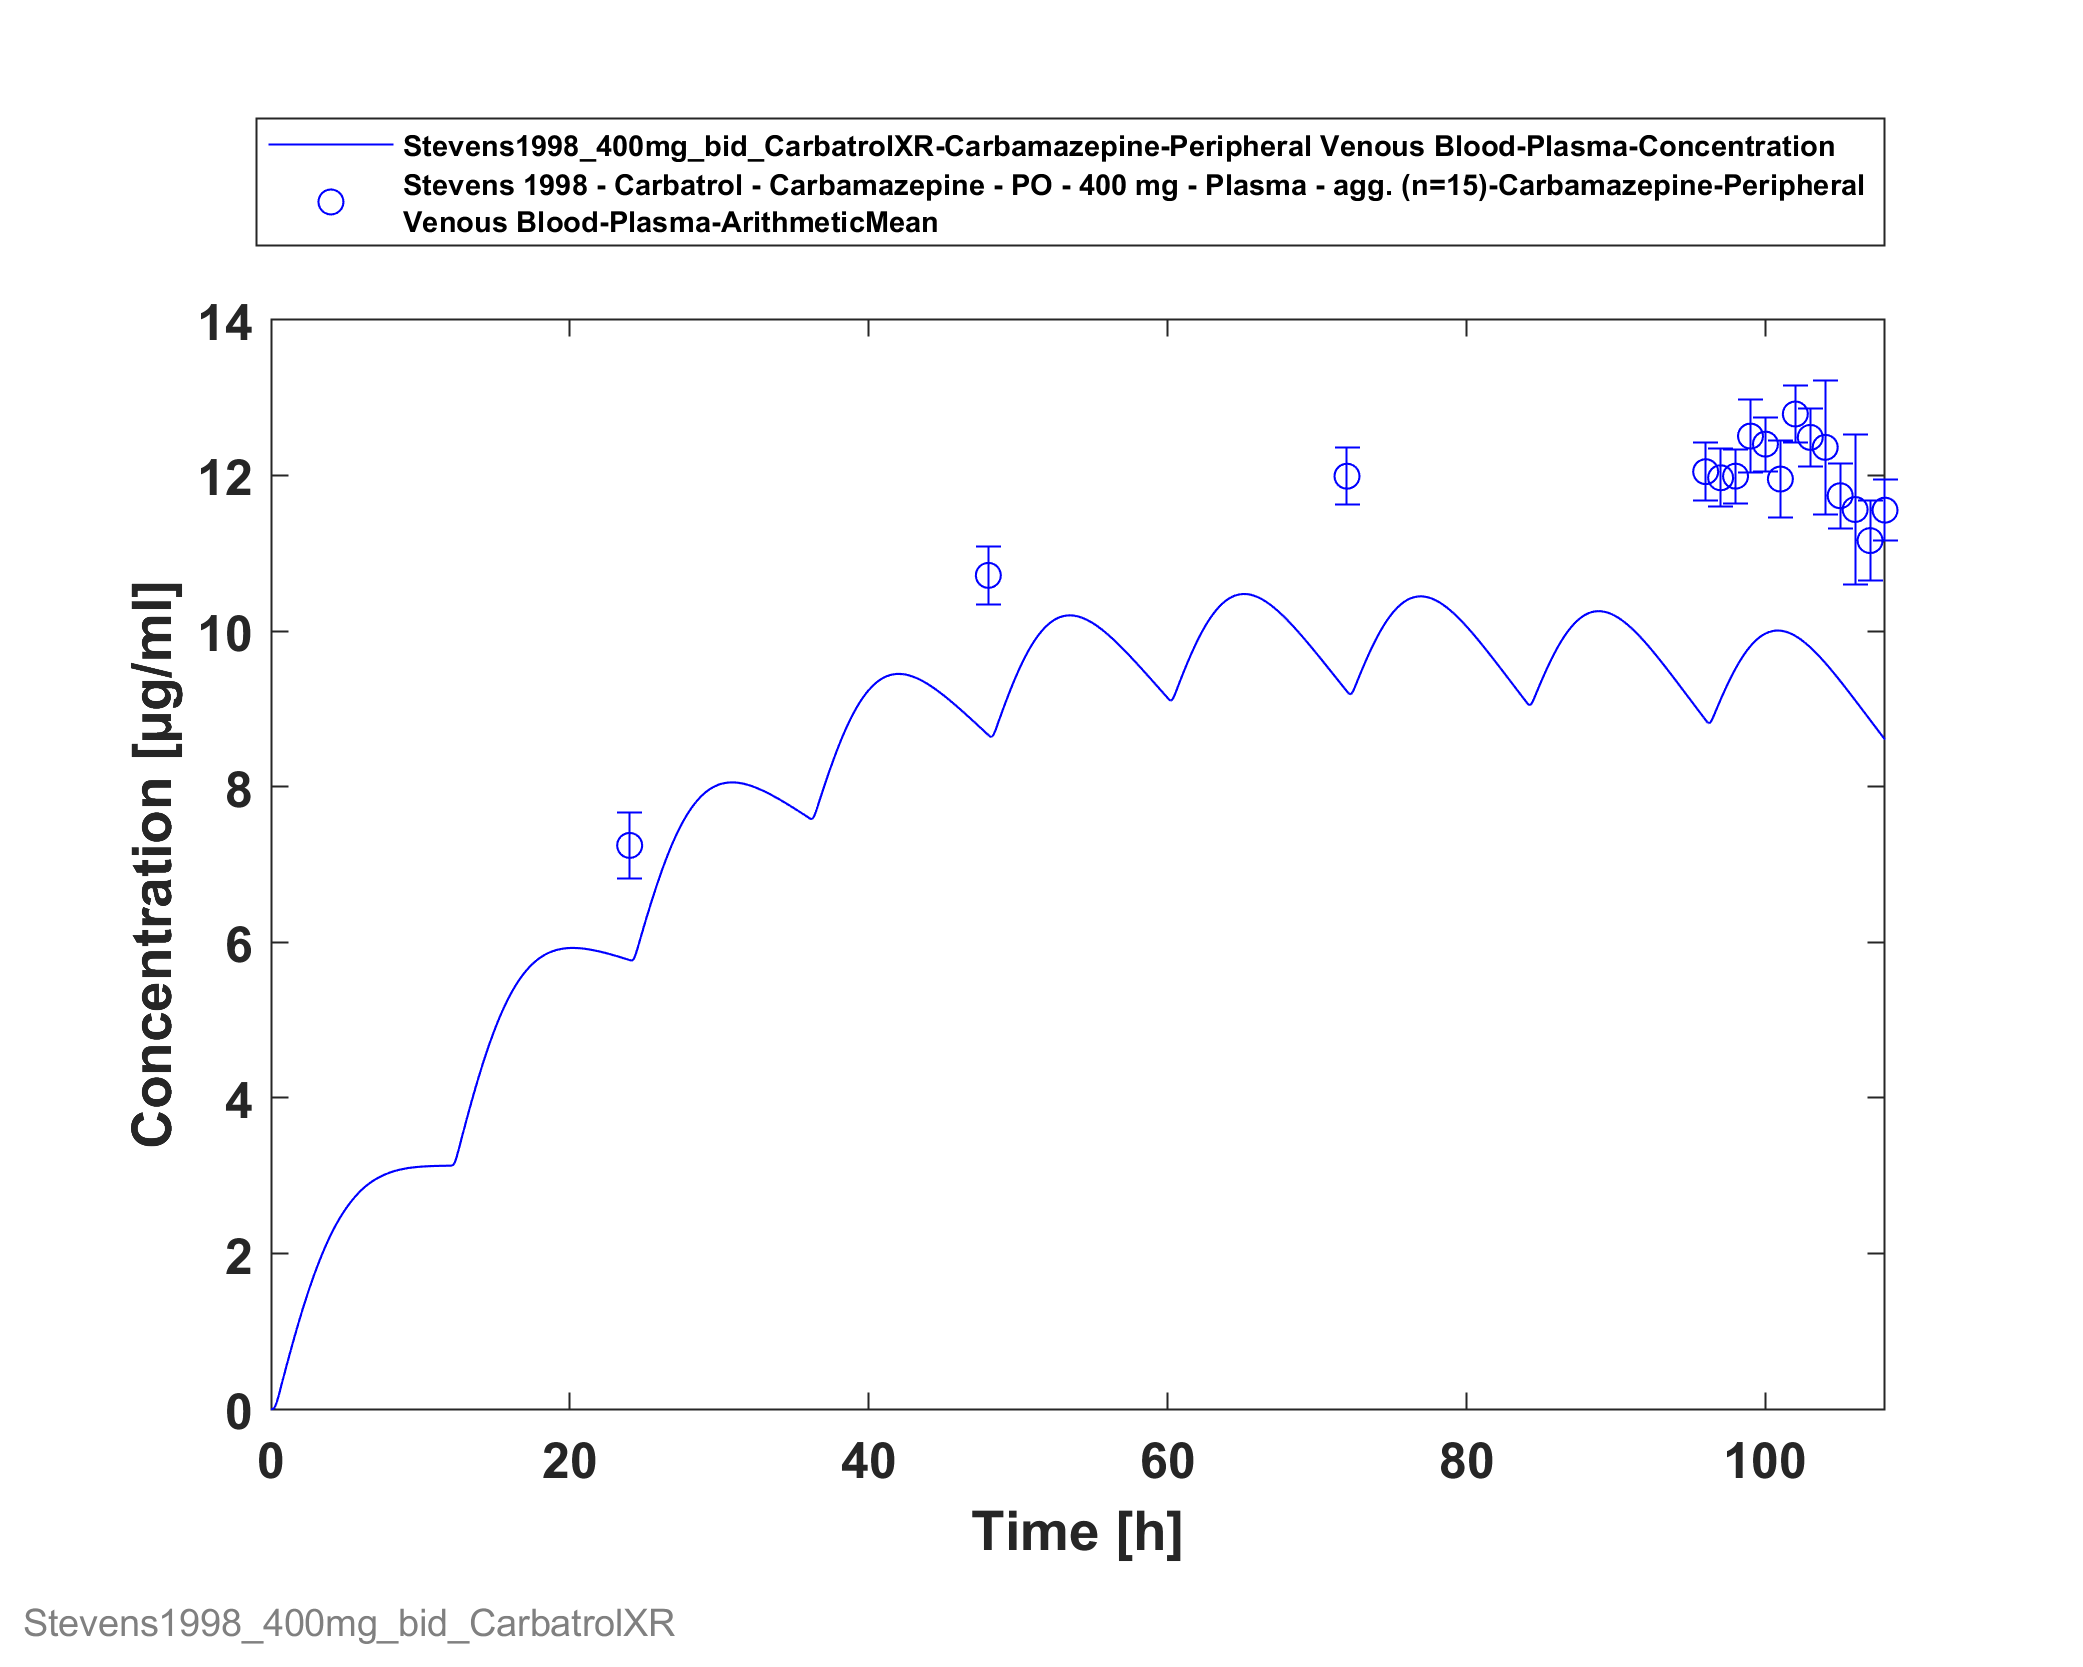 Stevens1998_400mg_bid_CarbatrolXR-Carbamazepine-Peripheral Venous Blood-Plasma-Concentration
Stevens 1998 - Carbatrol - Carbamazepine - PO - 400 mg - Plasma - agg. (n=15)-Carbamazepine-Peripheral
Venous Blood-Plasma-ArithmeticMean
14
12
10
8
6
4
2
0
Concentration [µg/ml]
0 20 40 60 80 100
Time [h]
Stevens1998_400mg_bid_CarbatrolXR